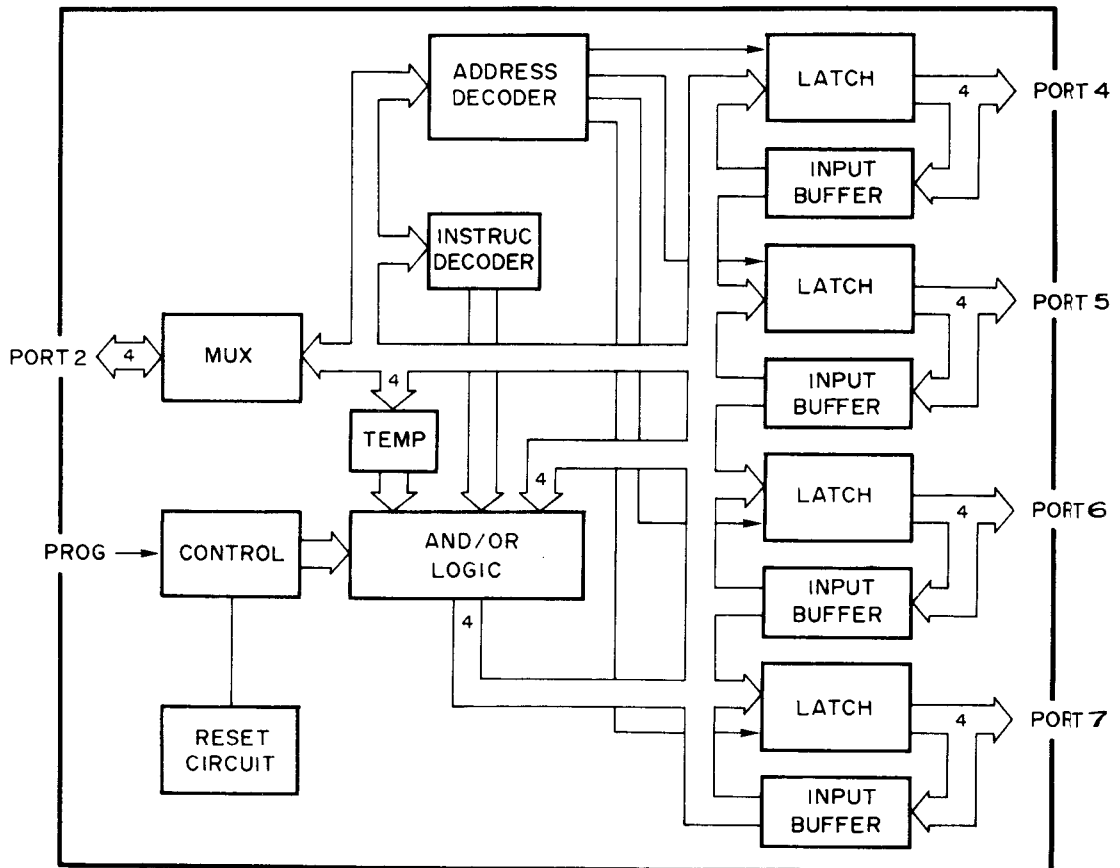 ADDRESS
DECODER
LATCH
4
PORT 4
INPUT
BUFFER
INSTRUC
DECODER
LATCH
4
PORT 5
PORT 2
4
MUX
INPUT
BUFFER
4
TEMP
4
LATCH
4
PORT 6
PROG
CONTROL
AND/OR
LOGIC
INPUT
BUFFER
4
LATCH
4
PORT 7
RESET
CIRCUIT
INPUT
BUFFER